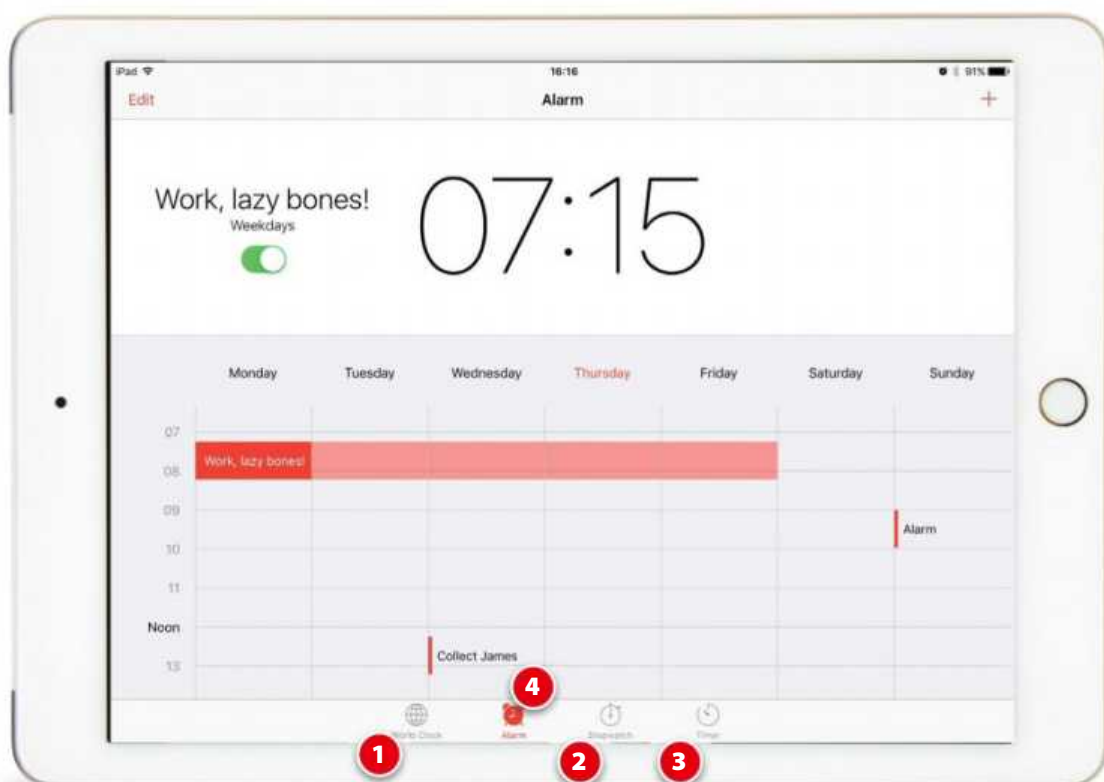 iPad 16:16 91%
Edit Alarm +
Work, lazy bones!
Weekdays
07:15
Monday Tuesday Wednesday Thursday Friday Saturday Sunday
07
Work, lazy bones!
08
09
Alarm
10
11
Noon
Collect James
13
4
World Clock Alarm Stopwatch Timer
1 2 3